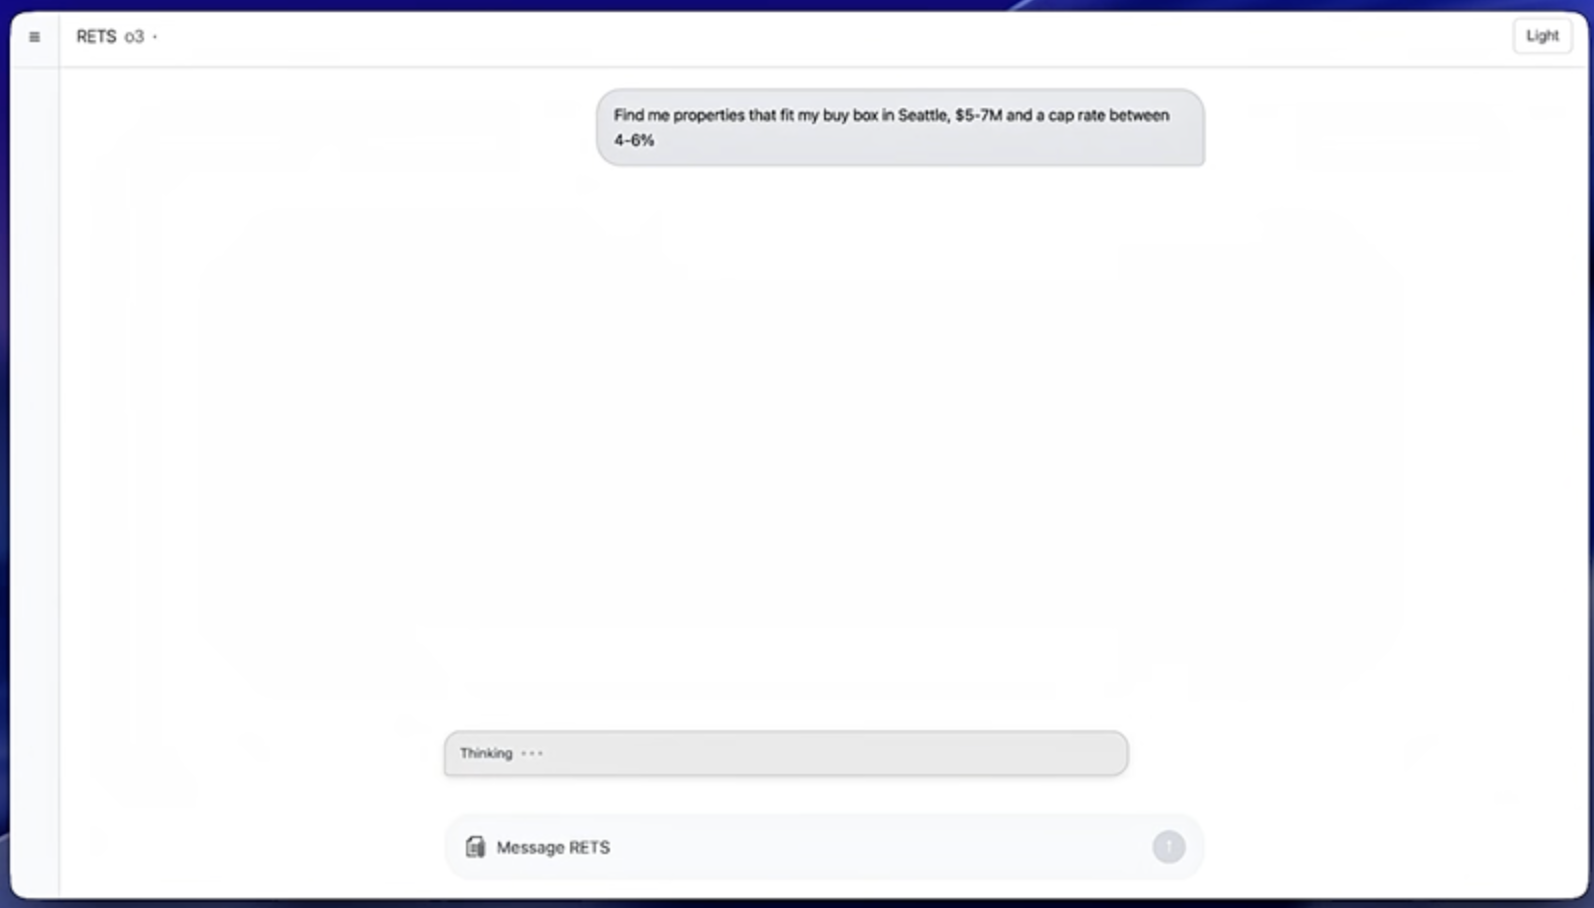 RETS o3
Light
Find me properties that fit my buy box in Seattle, $5-7M and a cap rate between
4-6%
Thinking •••
Message RETS